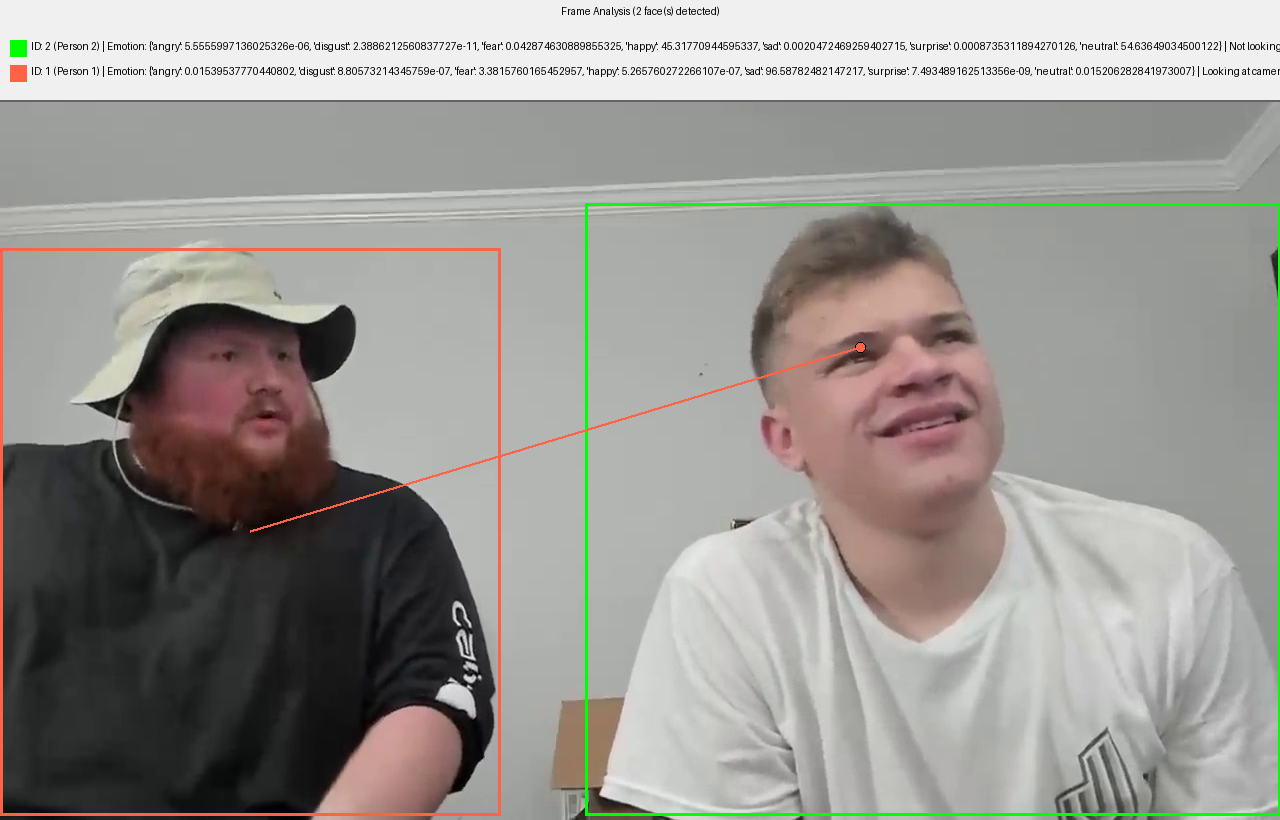 Frame Analysis (2 face(s) detected)
ID: 2 (Person 2) | Emotion: {'angry': 5.5555997136025326e-06, 'disgust': 2.3886212560837727e-11, 'fear': 0.042874630889855325, 'happy': 45.31770944595337, 'sad': 0.0020472469259402715, 'surprise': 0.0008735311894270126, 'neutral': 54.63649034500122} | Not looking
ID: 1 (Person 1) | Emotion: {'angry': 0.01539537770440802, 'disgust': 8.80573214345759e-07, 'fear': 3.3815760165452957, 'happy': 5.265760272266107e-07, 'sad': 96.58782482147217, 'surprise': 7.493489162513356e-09, 'neutral': 0.015206282841973007} | Looking at camer